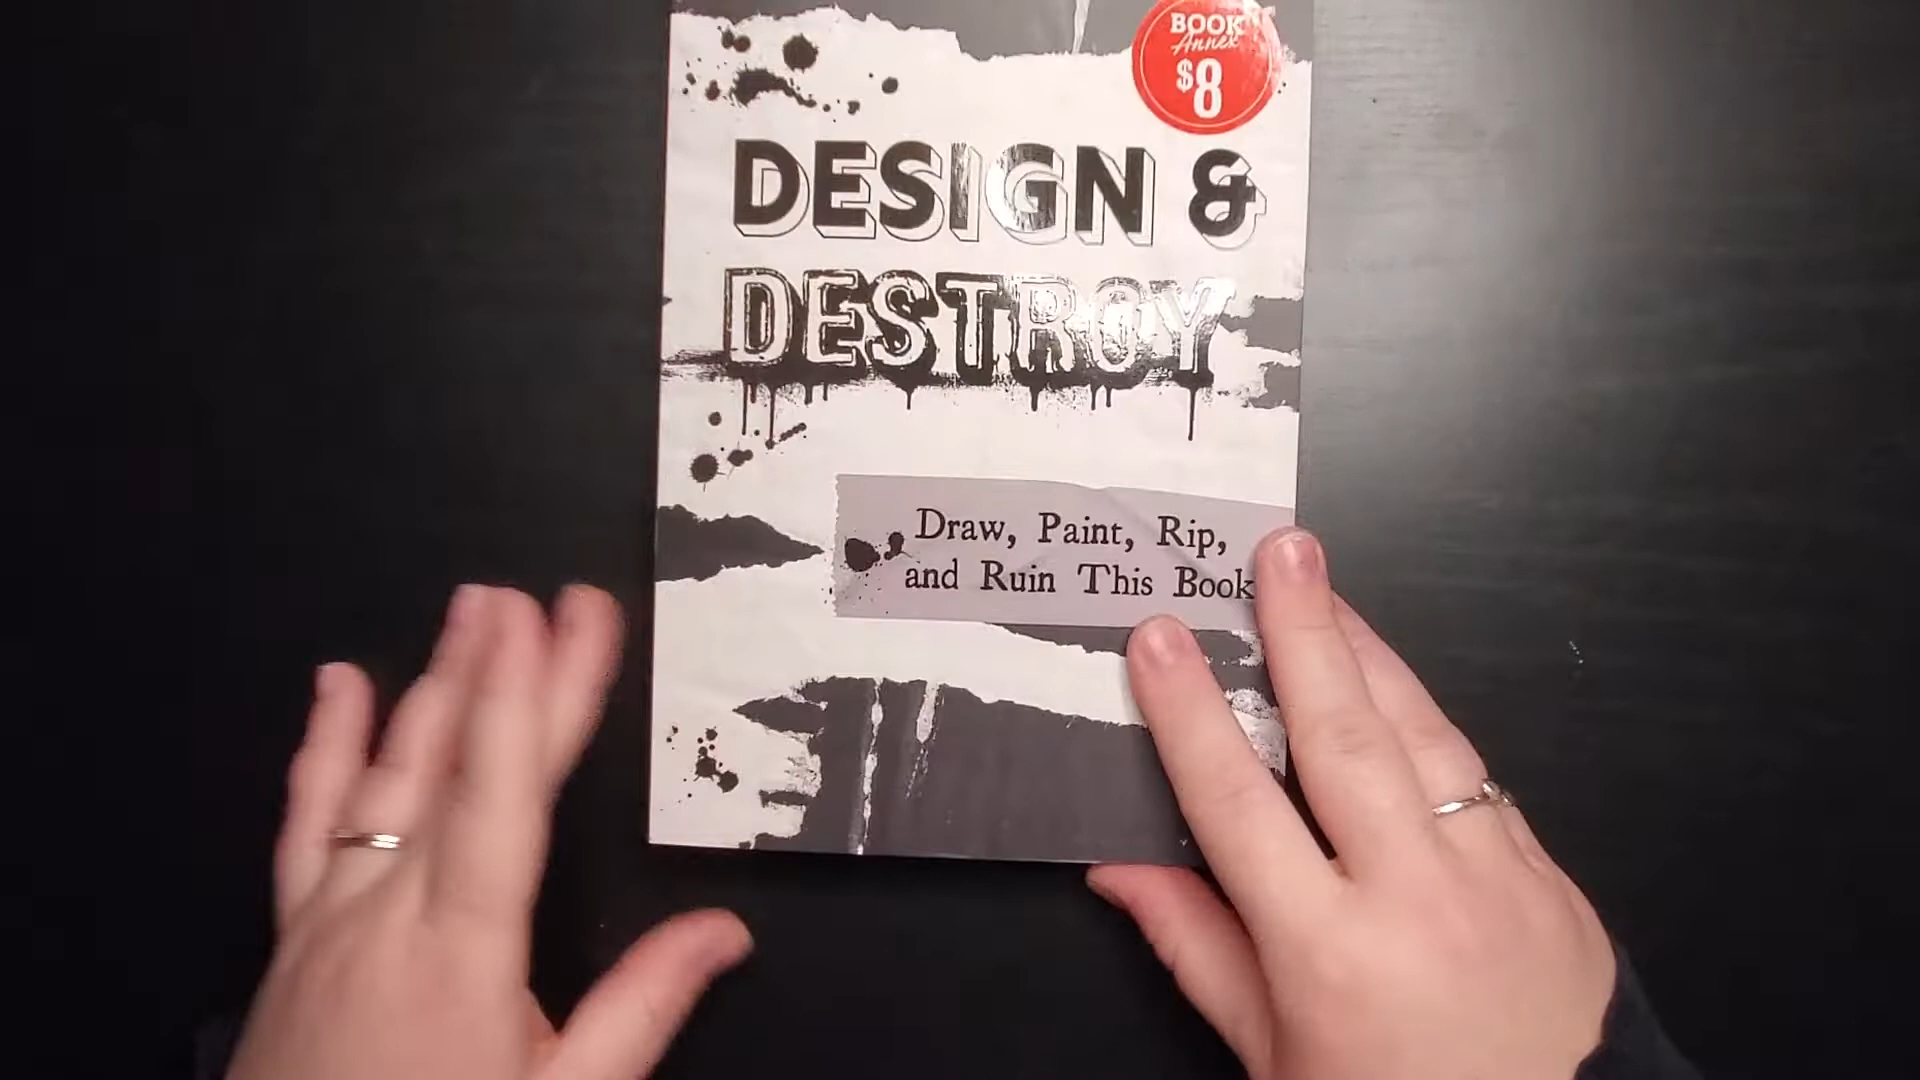 BOOK
Annex
$8
DESIGN &
DESTROY
Draw, Paint, Rip,
and Ruin This Book